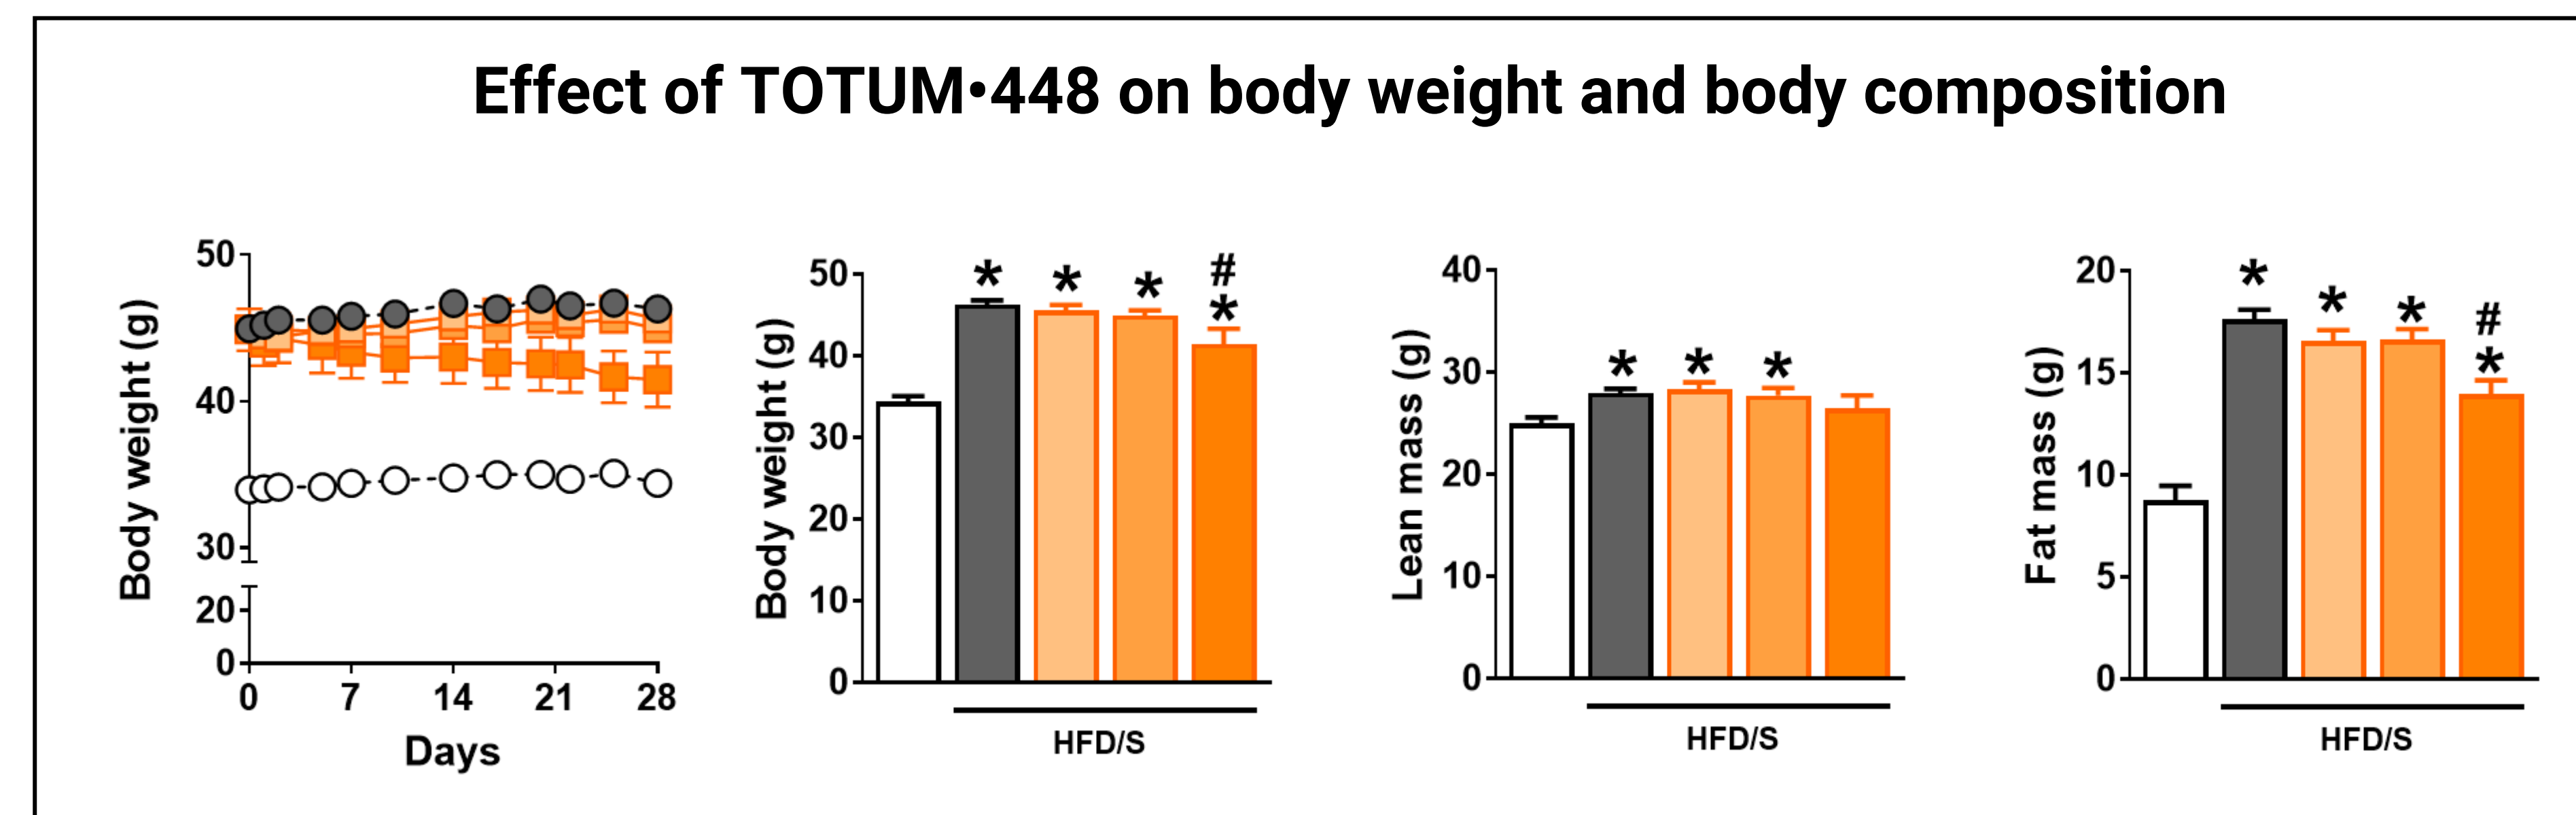 Effect of TOTUM•448 on body weight and body composition
Body weight (g)
50
40
30
20
0
0 7 14 21 28
Days
Body weight (g)
50
40
30
20
10
0
* * * # *
HFD/S
Lean mass (g)
40
30
20
10
0
* * *
HFD/S
Fat mass (g)
20
15
10
5
0
* * * # *
HFD/S